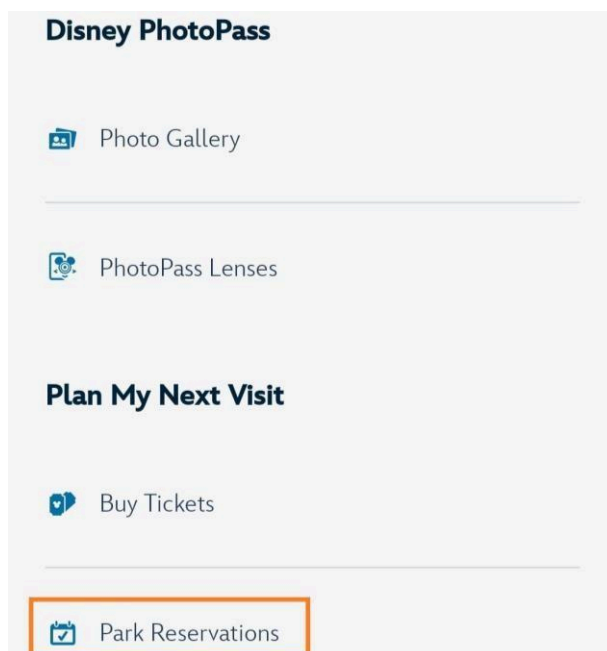 Disney PhotoPass
Photo Gallery
PhotoPass Lenses
Plan My Next Visit
Buy Tickets
Park Reservations